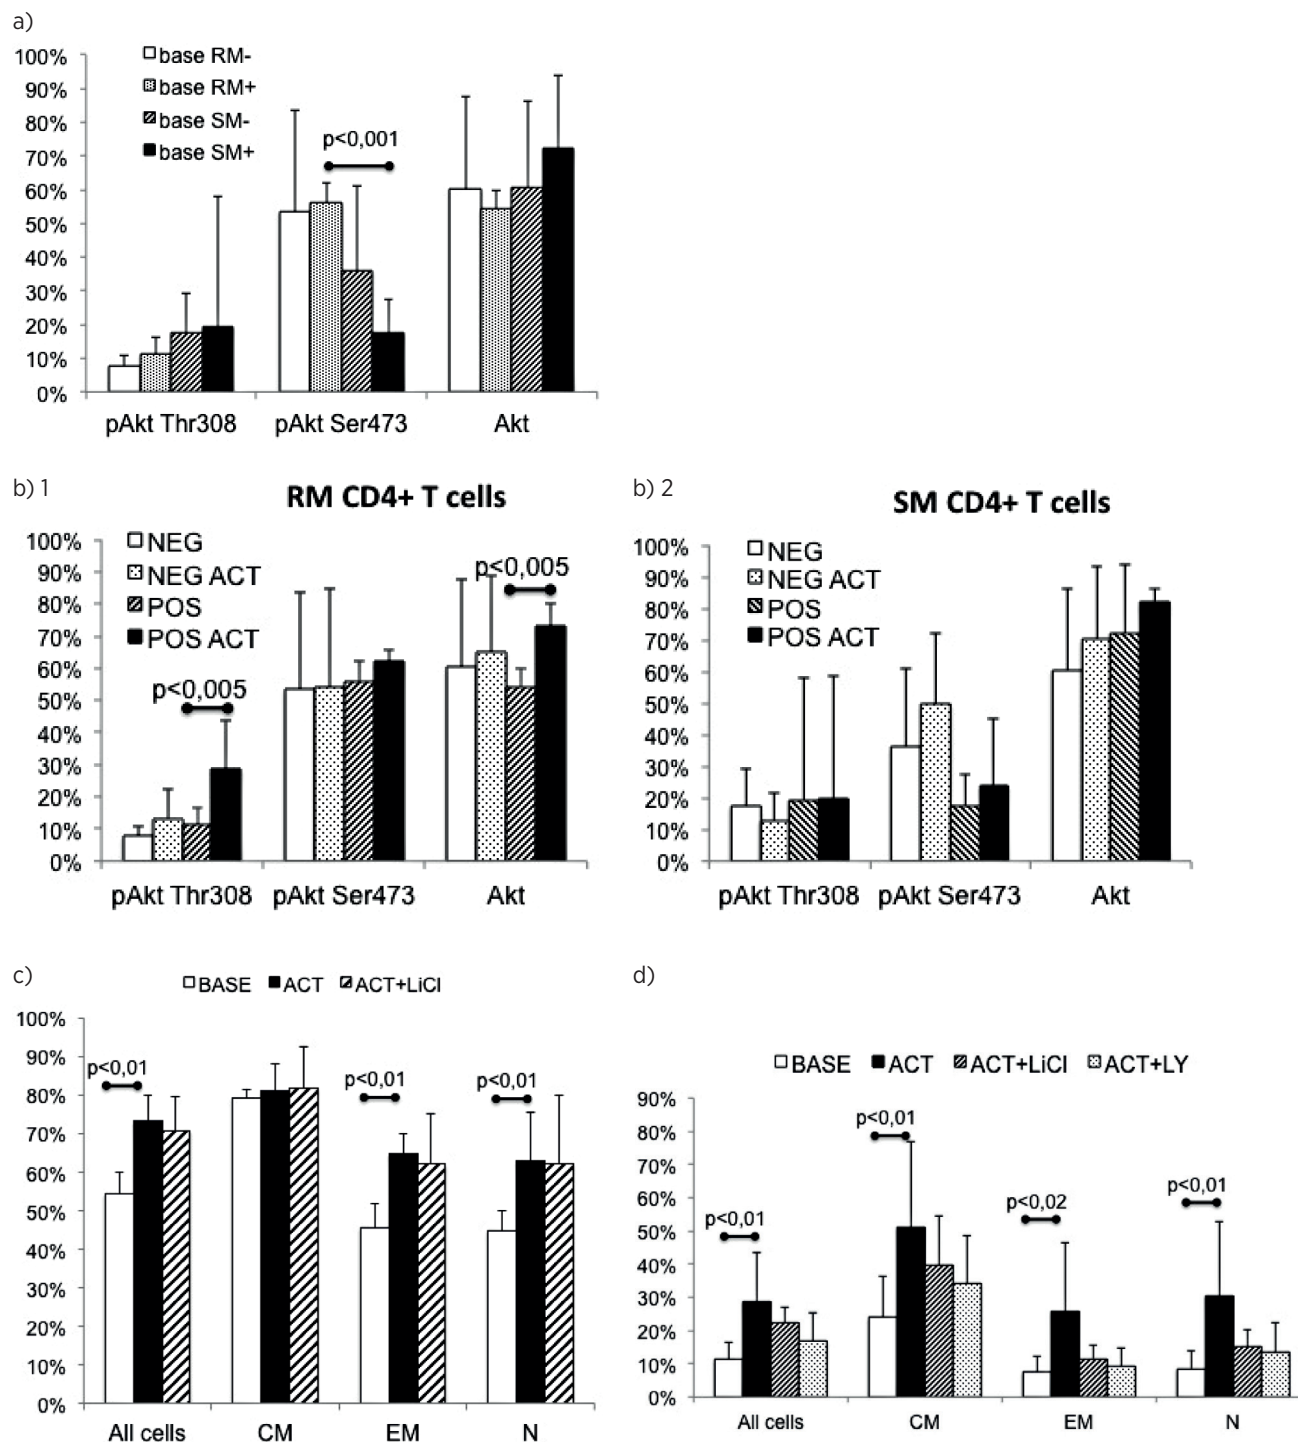 a)
base RM-
base RM+
base SM-
base SM+
p<0,001
100%
90%
80%
70%
60%
50%
40%
30%
20%
10%
0%
pAkt Thr308 pAkt Ser473 Akt
b) 1
RM CD4+ T cells
NEG
NEG ACT
POS
POS ACT
p<0,005
p<0,005
100%
90%
80%
70%
60%
50%
40%
30%
20%
10%
0%
pAkt Thr308 pAkt Ser473 Akt
b) 2
SM CD4+ T cells
NEG
NEG ACT
POS
POS ACT
100%
90%
80%
70%
60%
50%
40%
30%
20%
10%
0%
pAkt Thr308 pAkt Ser473 Akt
c)
BASE ACT ACT+LiCl
100%
90%
80%
70%
60%
50%
40%
30%
20%
10%
0%
p<0,01
p<0,01
p<0,01
All cells CM EM N
d)
BASE ACT ACT+LiCl ACT+LY
90%
80%
70%
60%
50%
40%
30%
20%
10%
0%
p<0,01
p<0,01
p<0,02
p<0,01
All cells CM EM N